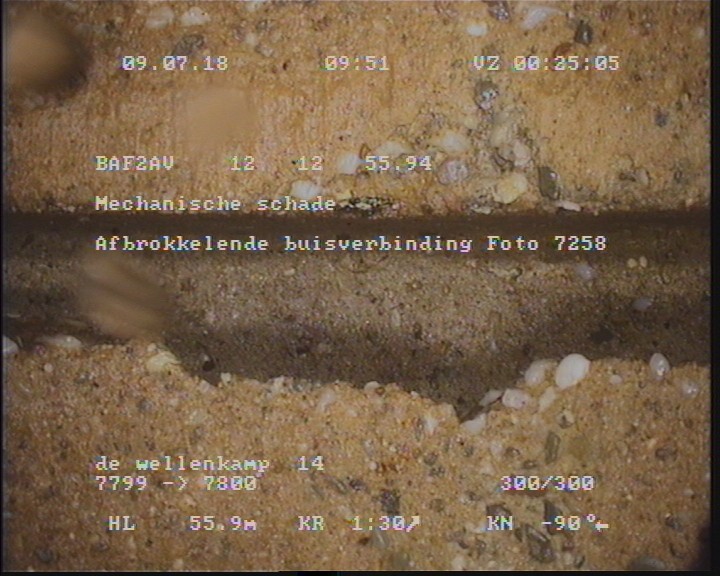 09.07.18 09:51 VZ 00:25:05
BAF2AV 12 12 55.94
Mechanische schade
Afbrokkelende buisverbinding Foto 7258
de wellenkamp 14
7799 -> 7800 300/300
HL 55.9m KR 1:30↗ KN -90°←